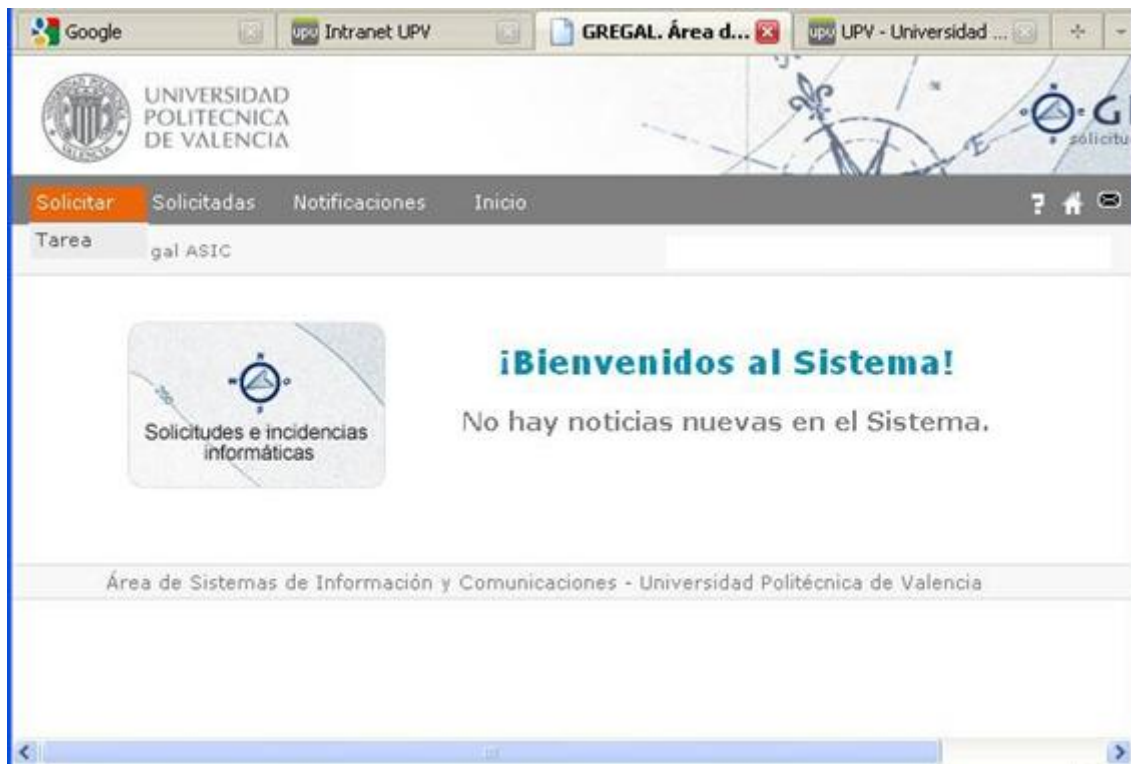 Google
Intranet UPV
GREGAL. Área d...
UPV - Universidad ...
UNIVERSIDAD
POLITECNICA
DE VALENCIA
Solicitar Solicitadas Notificaciones Inicio
Tarea
gal ASIC
¡Bienvenidos al Sistema!
No hay noticias nuevas en el Sistema.
Solicitudes e incidencias
informáticas
Área de Sistemas de Información y Comunicaciones - Universidad Politécnica de Valencia